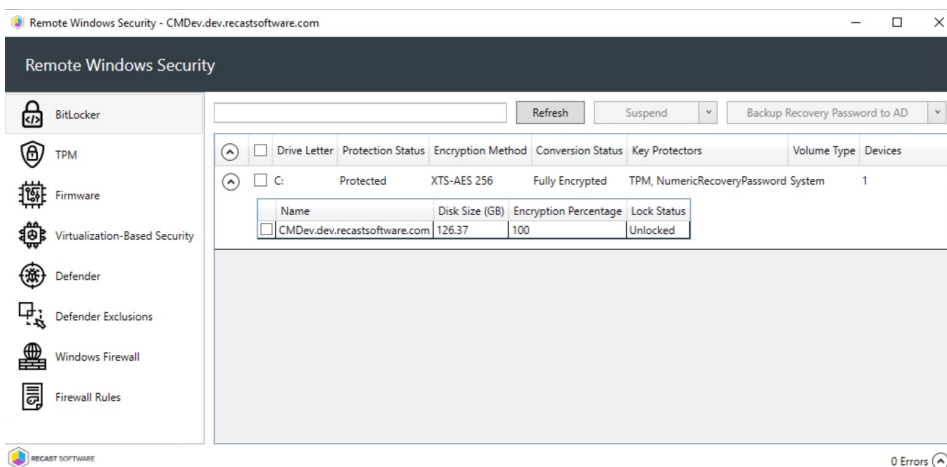 Remote Windows Security - CMDev.dev.recastsoftware.com
Remote Windows Security
BitLocker
TPM
Firmware
Virtualization-Based Security
Defender
Defender Exclusions
Windows Firewall
Firewall Rules
Refresh Suspend Backup Recovery Password to AD
Drive Letter Protection Status Encryption Method Conversion Status Key Protectors Volume Type Devices
C: Protected XTS-AES 256 Fully Encrypted TPM, NumericRecoveryPassword System 1
Name Disk Size (GB) Encryption Percentage Lock Status
CMDev.dev.recastsoftware.com 126.37 100 Unlocked
RECAST SOFTWARE
0 Errors